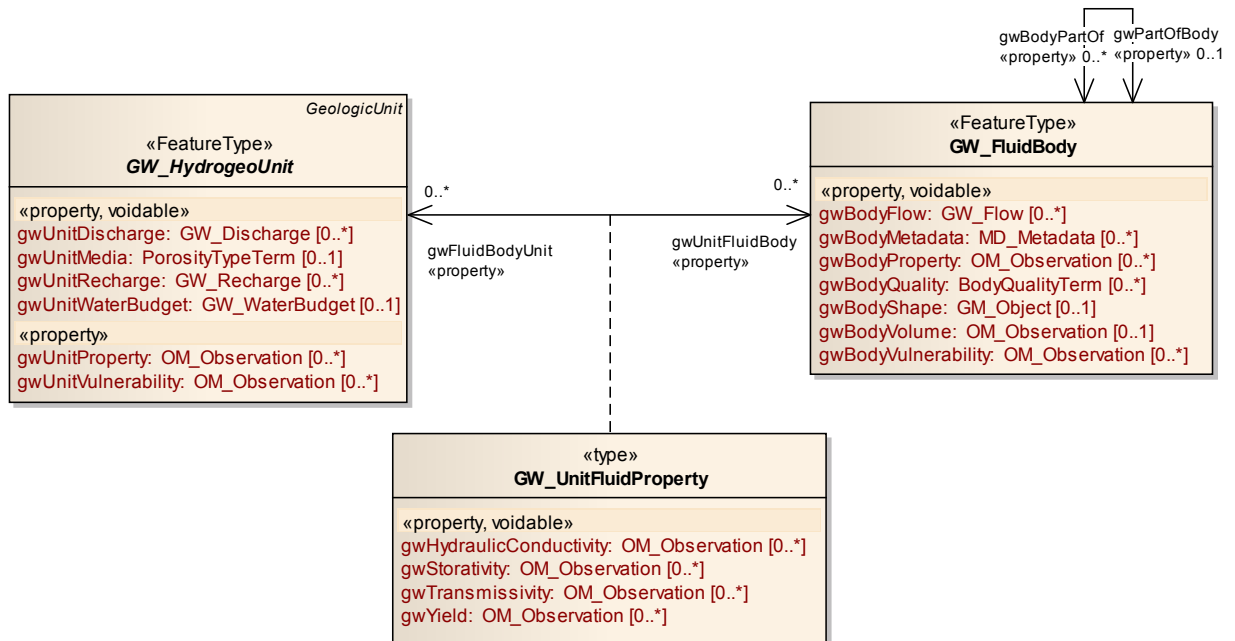 gwBodyPartOf gwPartOfBody
«property» 0..* «property» 0..1
GeologicUnit
«FeatureType»
GW_HydrogeoUnit
«property, voidable»
gwUnitDischarge: GW_Discharge [0..*]
gwUnitMedia: PorosityTypeTerm [0..1]
gwUnitRecharge: GW_Recharge [0..*]
gwUnitWaterBudget: GW_WaterBudget [0..1]
«property»
gwUnitProperty: OM_Observation [0..*]
gwUnitVulnerability: OM_Observation [0..*]
0..*
gwFluidBodyUnit
«property»
0..*
gwUnitFluidBody
«property»
«FeatureType»
GW_FluidBody
«property, voidable»
gwBodyFlow: GW_Flow [0..*]
gwBodyMetadata: MD_Metadata [0..*]
gwBodyProperty: OM_Observation [0..*]
gwBodyQuality: BodyQualityTerm [0..*]
gwBodyShape: GM_Object [0..1]
gwBodyVolume: OM_Observation [0..1]
gwBodyVulnerability: OM_Observation [0..*]
«type»
GW_UnitFluidProperty
«property, voidable»
gwHydraulicConductivity: OM_Observation [0..*]
gwStorativity: OM_Observation [0..*]
gwTransmissivity: OM_Observation [0..*]
gwYield: OM_Observation [0..*]